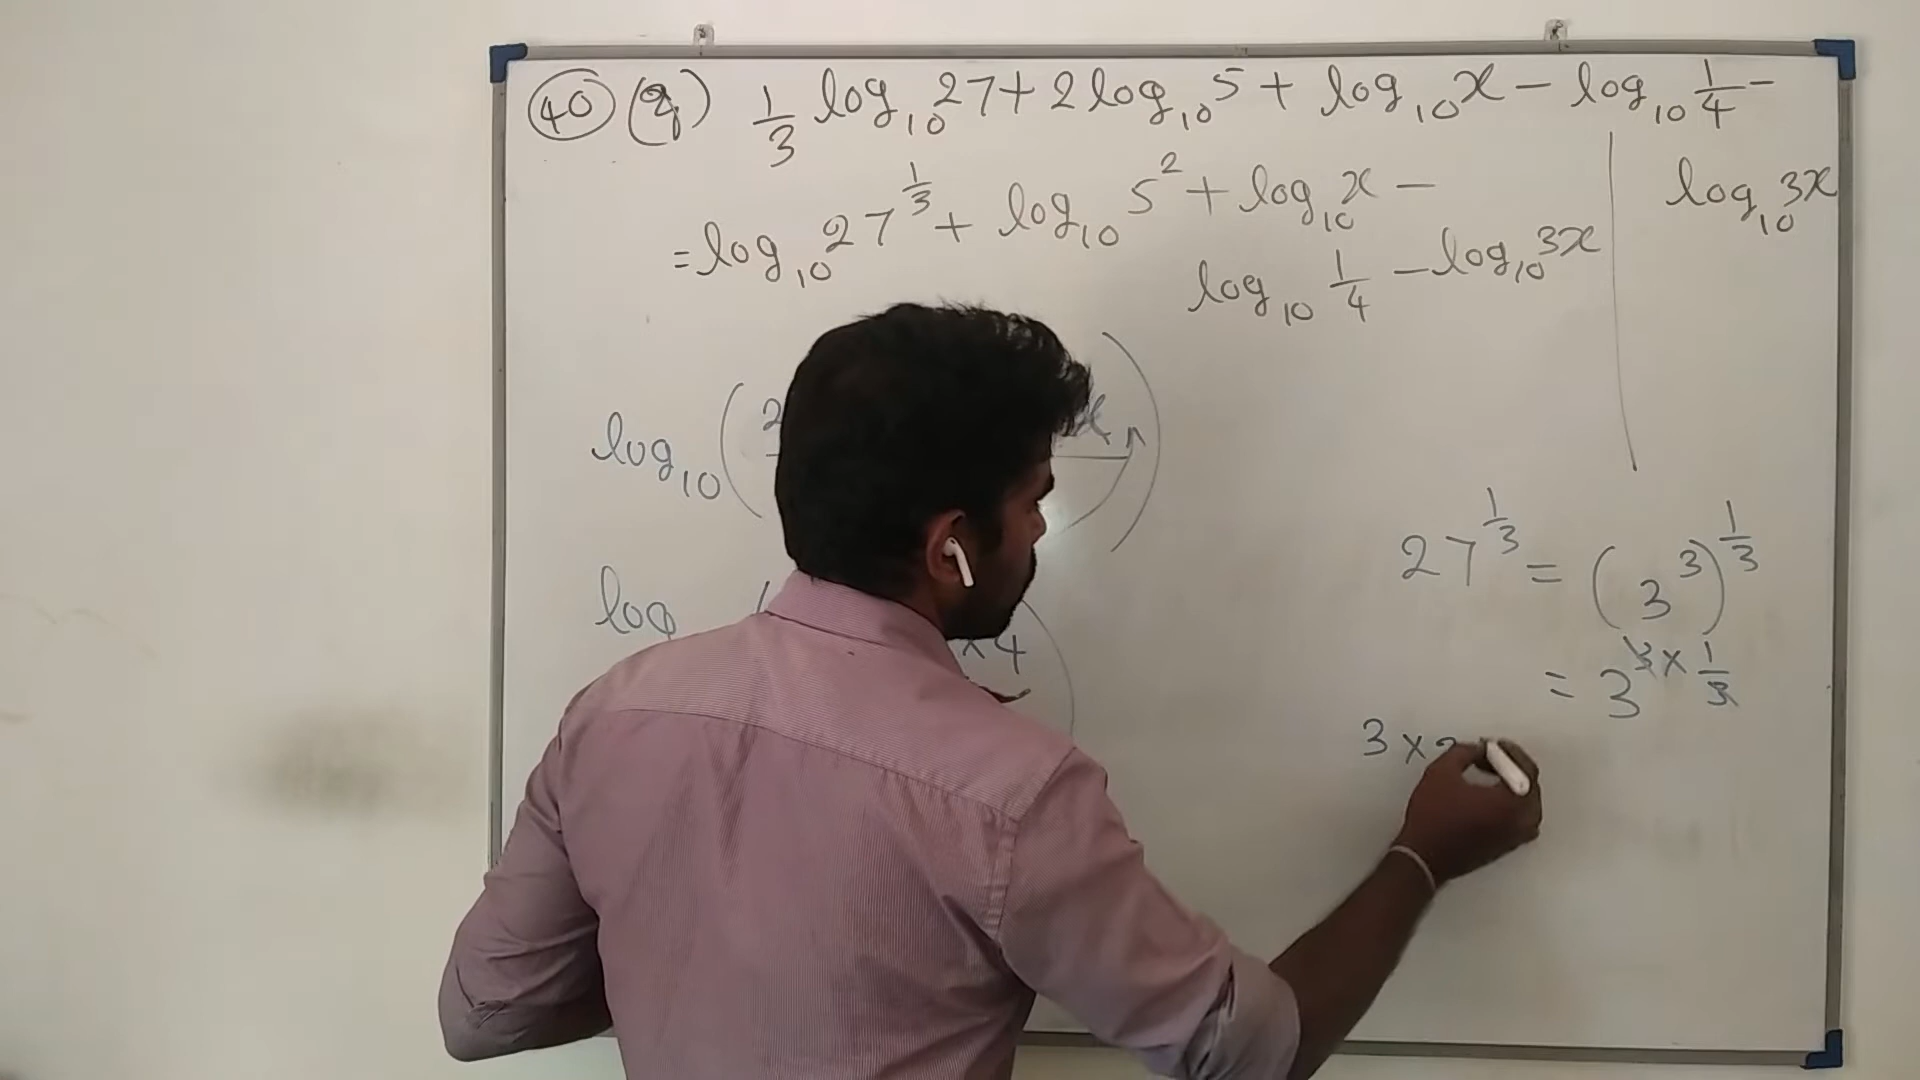 40 (q) 1/3 log₁₀ 27 + 2 log₁₀ 5 + log₁₀ x − log₁₀ 1/4 −
log₁₀ 3x
= log₁₀ 27^(1/3) + log₁₀ 5² + log₁₀ x −
log₁₀ 1/4 − log₁₀ 3x
log₁₀ ( 2 x )
27^(1/3) = (3³)^(1/3)
log ( × 4 )
= 3^(3 × 1/3)
3 ×